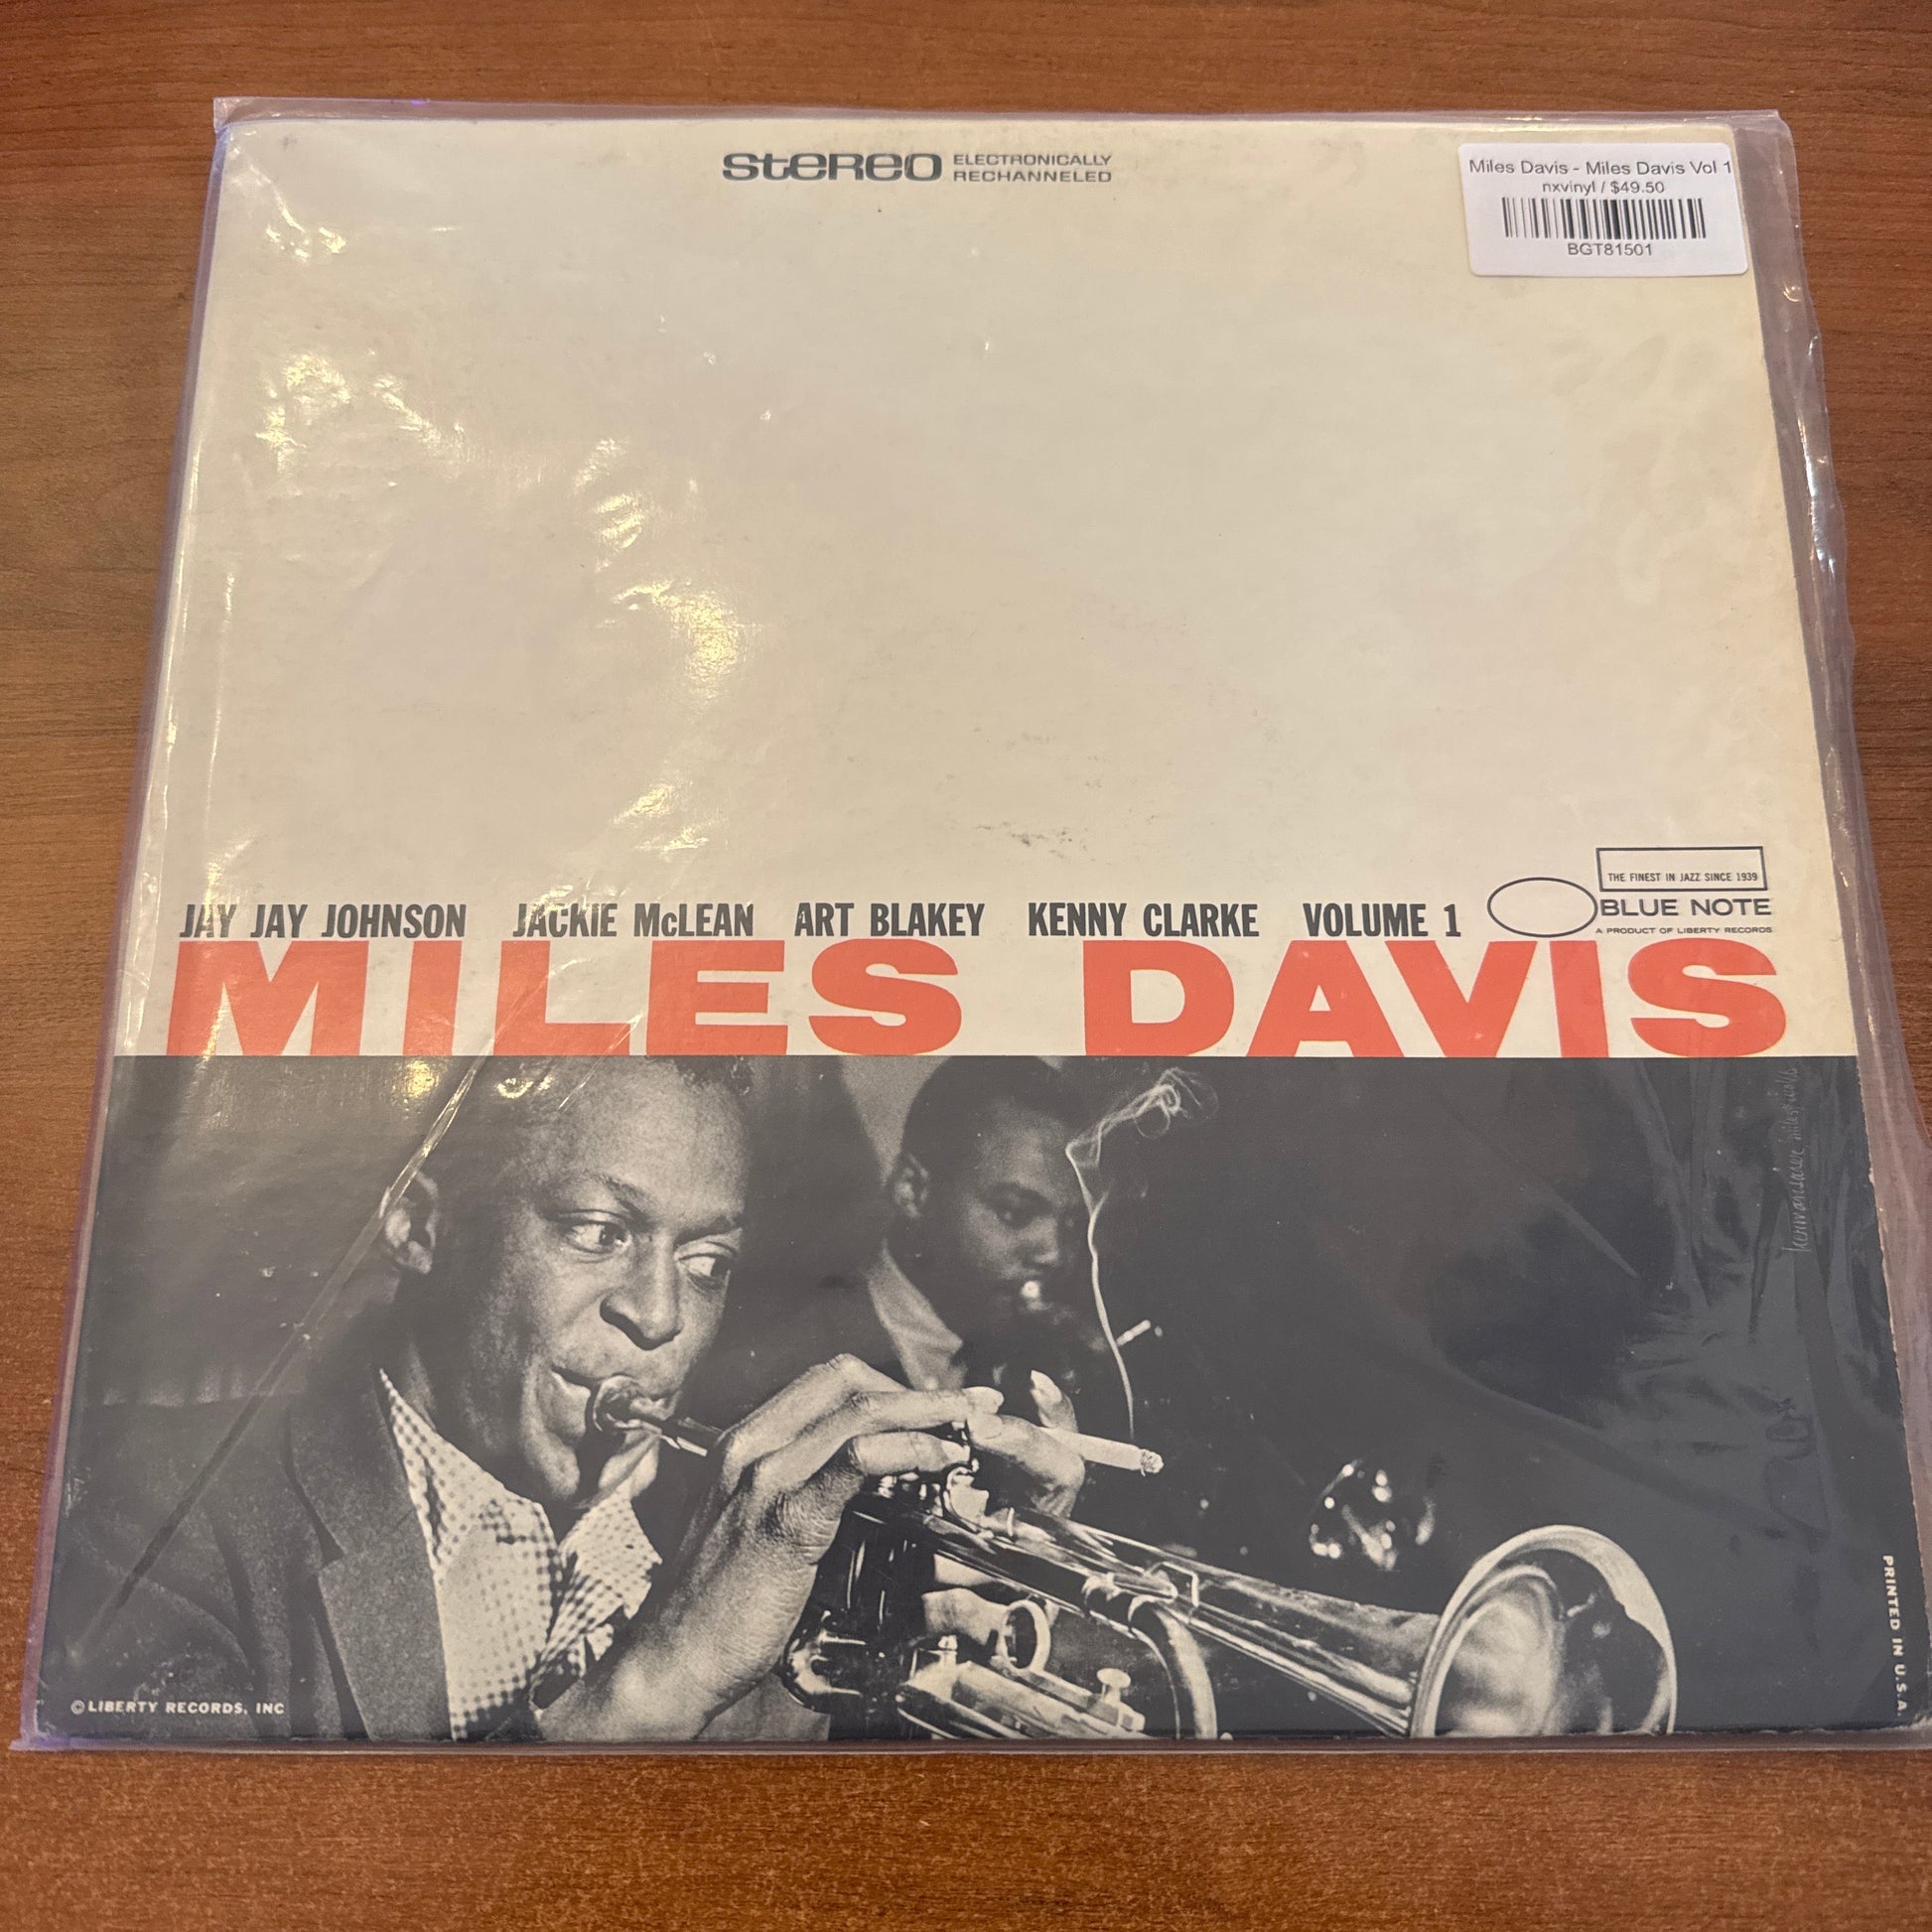 stereo ELECTRONICALLY
RECHANNELED
Miles Davis - Miles Davis Vol 1
nxvinyl / $49.50
BGT81501
THE FINEST IN JAZZ SINCE 1939
BLUE NOTE
A PRODUCT OF LIBERTY RECORDS
JAY JAY JOHNSON JACKIE McLEAN ART BLAKEY KENNY CLARKE VOLUME 1
MILES DAVIS
©LIBERTY RECORDS, INC
PRINTED IN U.S.A.